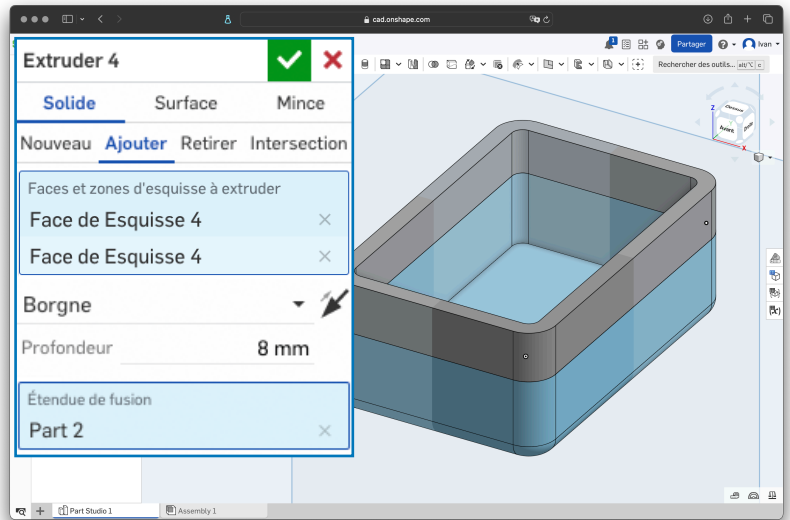 cad.onshape.com
Partager
Ivan
Rechercher des outils... alt/⌥ c
Extruder 4
Solide Surface Mince
Nouveau Ajouter Retirer Intersection
Faces et zones d'esquisse à extruder
Face de Esquisse 4
Face de Esquisse 4
Borgne
Profondeur 8 mm
Étendue de fusion
Part 2
Z
Avant
X
Part Studio 1 Assembly 1